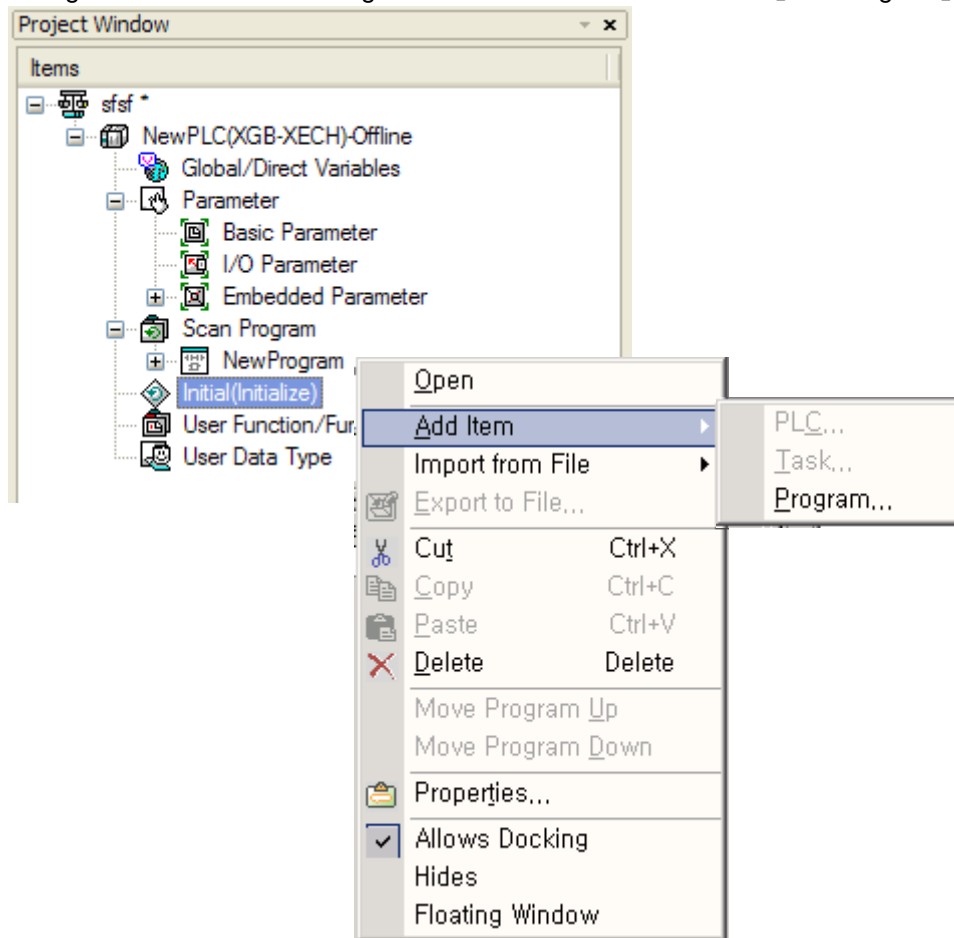 Project Window
Items
sfsf *
NewPLC(XGB-XECH)-Offline
Global/Direct Variables
Parameter
Basic Parameter
I/O Parameter
Embedded Parameter
Scan Program
NewProgram
Initial(Initialize)
User Function/Fun
User Data Type
Open
Add Item
Import from File
Export to File...
Cut Ctrl+X
Copy Ctrl+C
Paste Ctrl+V
Delete Delete
Move Program Up
Move Program Down
Properties...
Allows Docking
Hides
Floating Window
PLC...
Task...
Program...